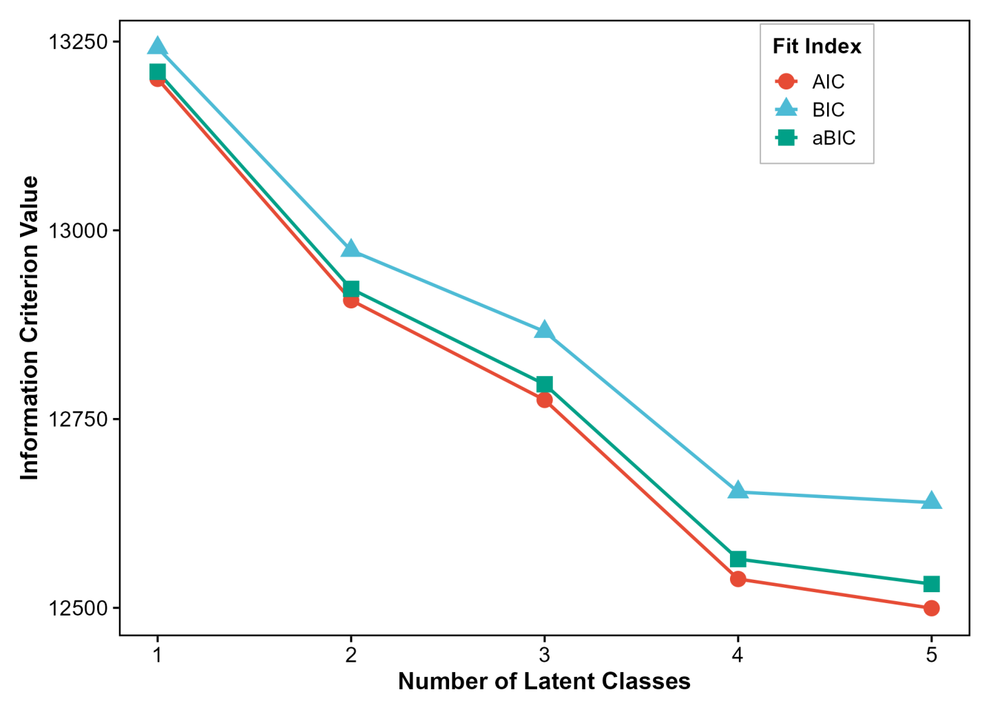 13250
13000
12750
12500
Information Criterion Value
Fit Index
AIC
BIC
aBIC
1 2 3 4 5
Number of Latent Classes